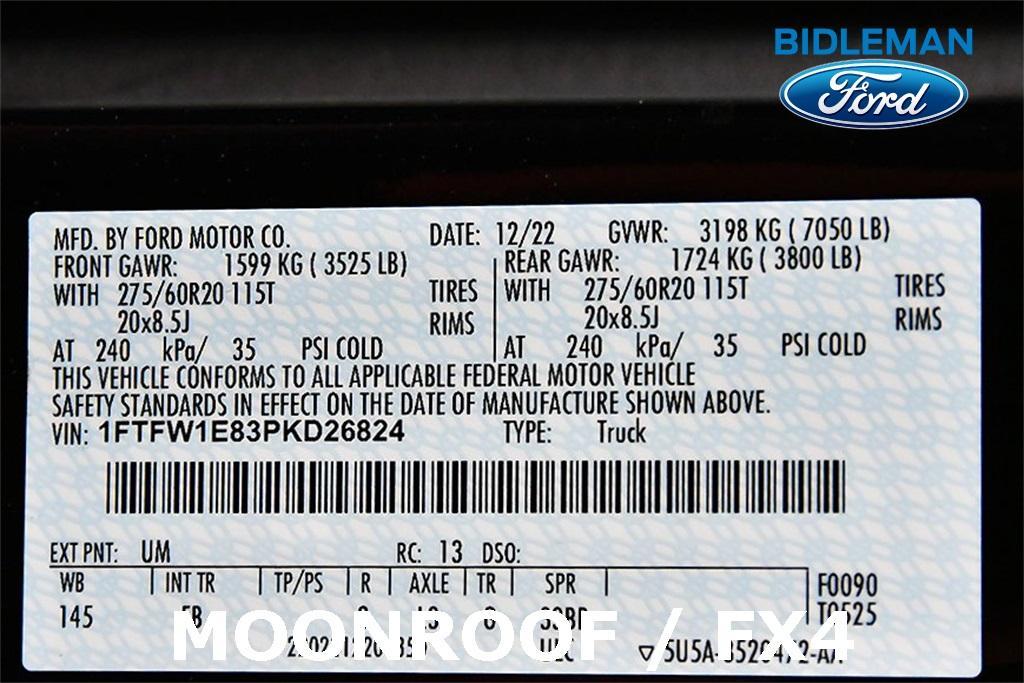 BIDLEMAN
Ford
MFD. BY FORD MOTOR CO. DATE: 12/22 GVWR: 3198 KG ( 7050 LB)
FRONT GAWR: 1599 KG ( 3525 LB) REAR GAWR: 1724 KG ( 3800 LB)
WITH 275/60R20 115T TIRES WITH 275/60R20 115T TIRES
20x8.5J RIMS 20x8.5J RIMS
AT 240 kPa/ 35 PSI COLD AT 240 kPa/ 35 PSI COLD
THIS VEHICLE CONFORMS TO ALL APPLICABLE FEDERAL MOTOR VEHICLE
SAFETY STANDARDS IN EFFECT ON THE DATE OF MANUFACTURE SHOWN ABOVE.
VIN: 1FTFW1E83PKD26824 TYPE: Truck
EXT PNT: UM RC: 13 DSO:
WB INT TR TP/PS R AXLE TR SPR F0090
145 T0525
MOONROOF / FX4